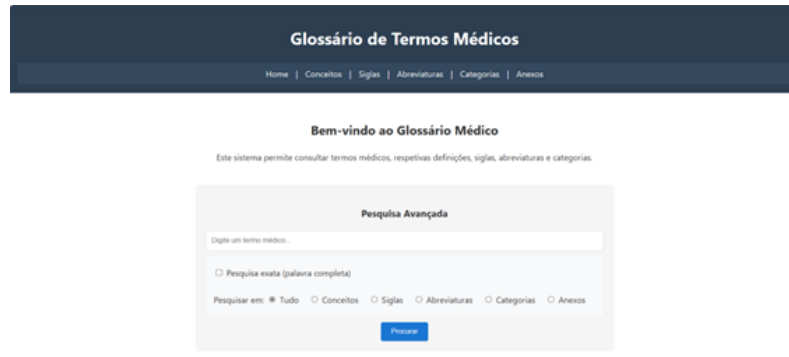 Glossário de Termos Médicos
Home | Conceitos | Siglas | Abreviaturas | Categorias | Anexos
Bem-vindo ao Glossário Médico
Este sistema permite consultar termos médicos, respetivas definições, siglas, abreviaturas e categorias.
Pesquisa Avançada
Digite um termo médico...
Pesquisa exata (palavra completa)
Pesquisar em: Tudo Conceitos Siglas Abreviaturas Categorias Anexos
Procurar